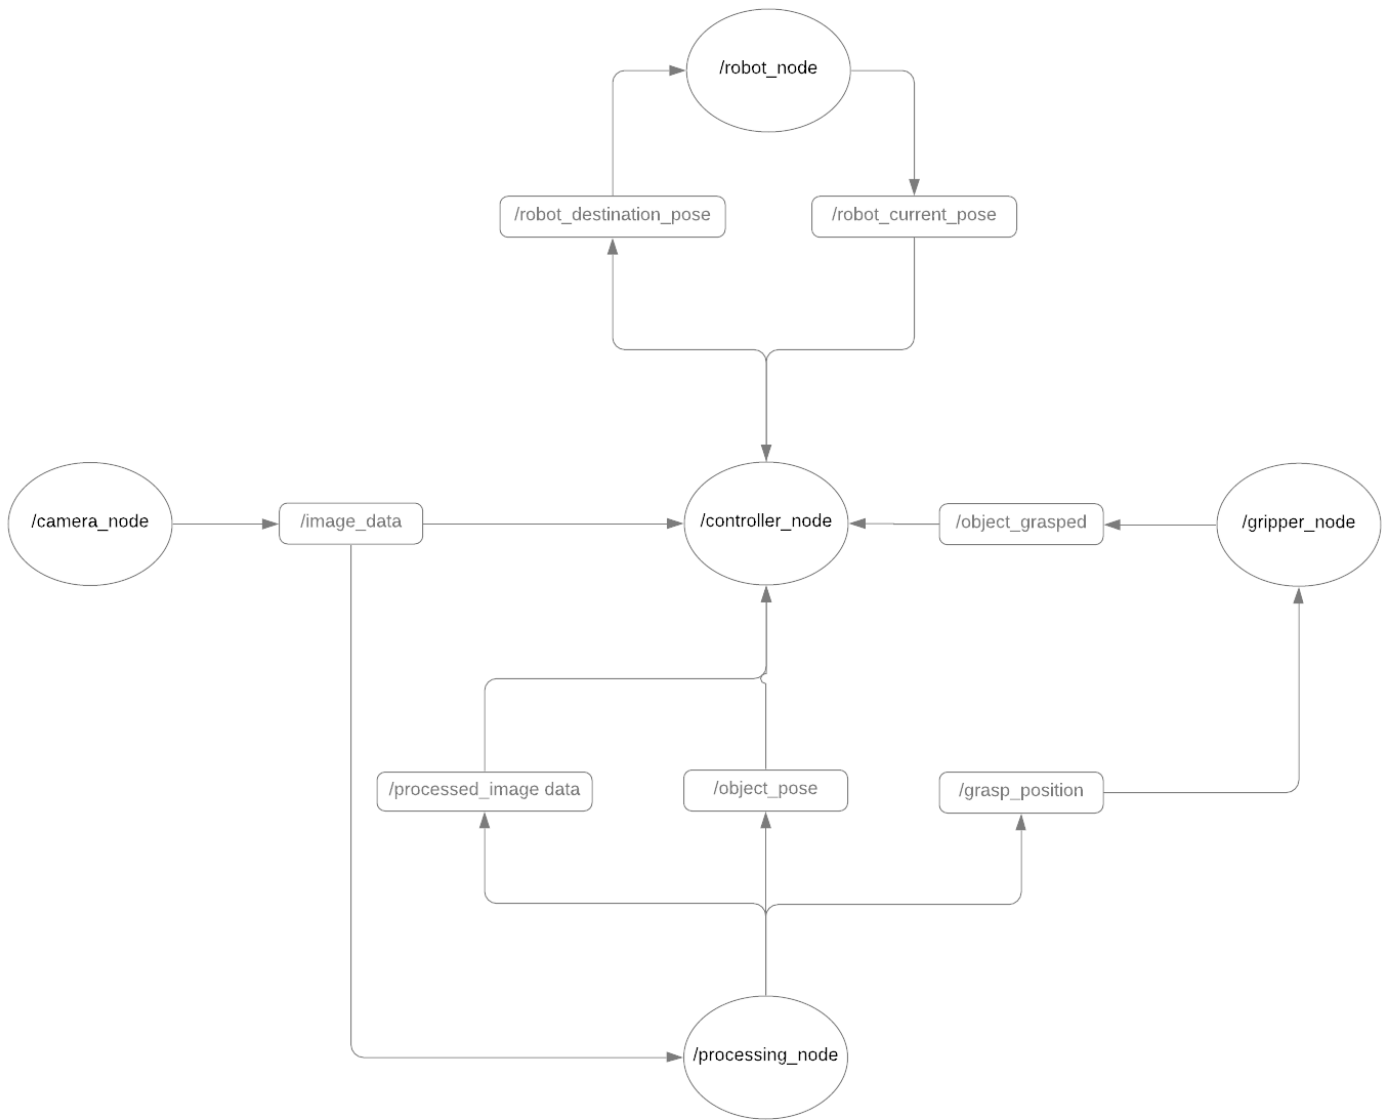 /robot_node
/robot_destination_pose
/robot_current_pose
/camera_node
/image_data
/controller_node
/object_grasped
/gripper_node
/processed_image data
/object_pose
/grasp_position
/processing_node